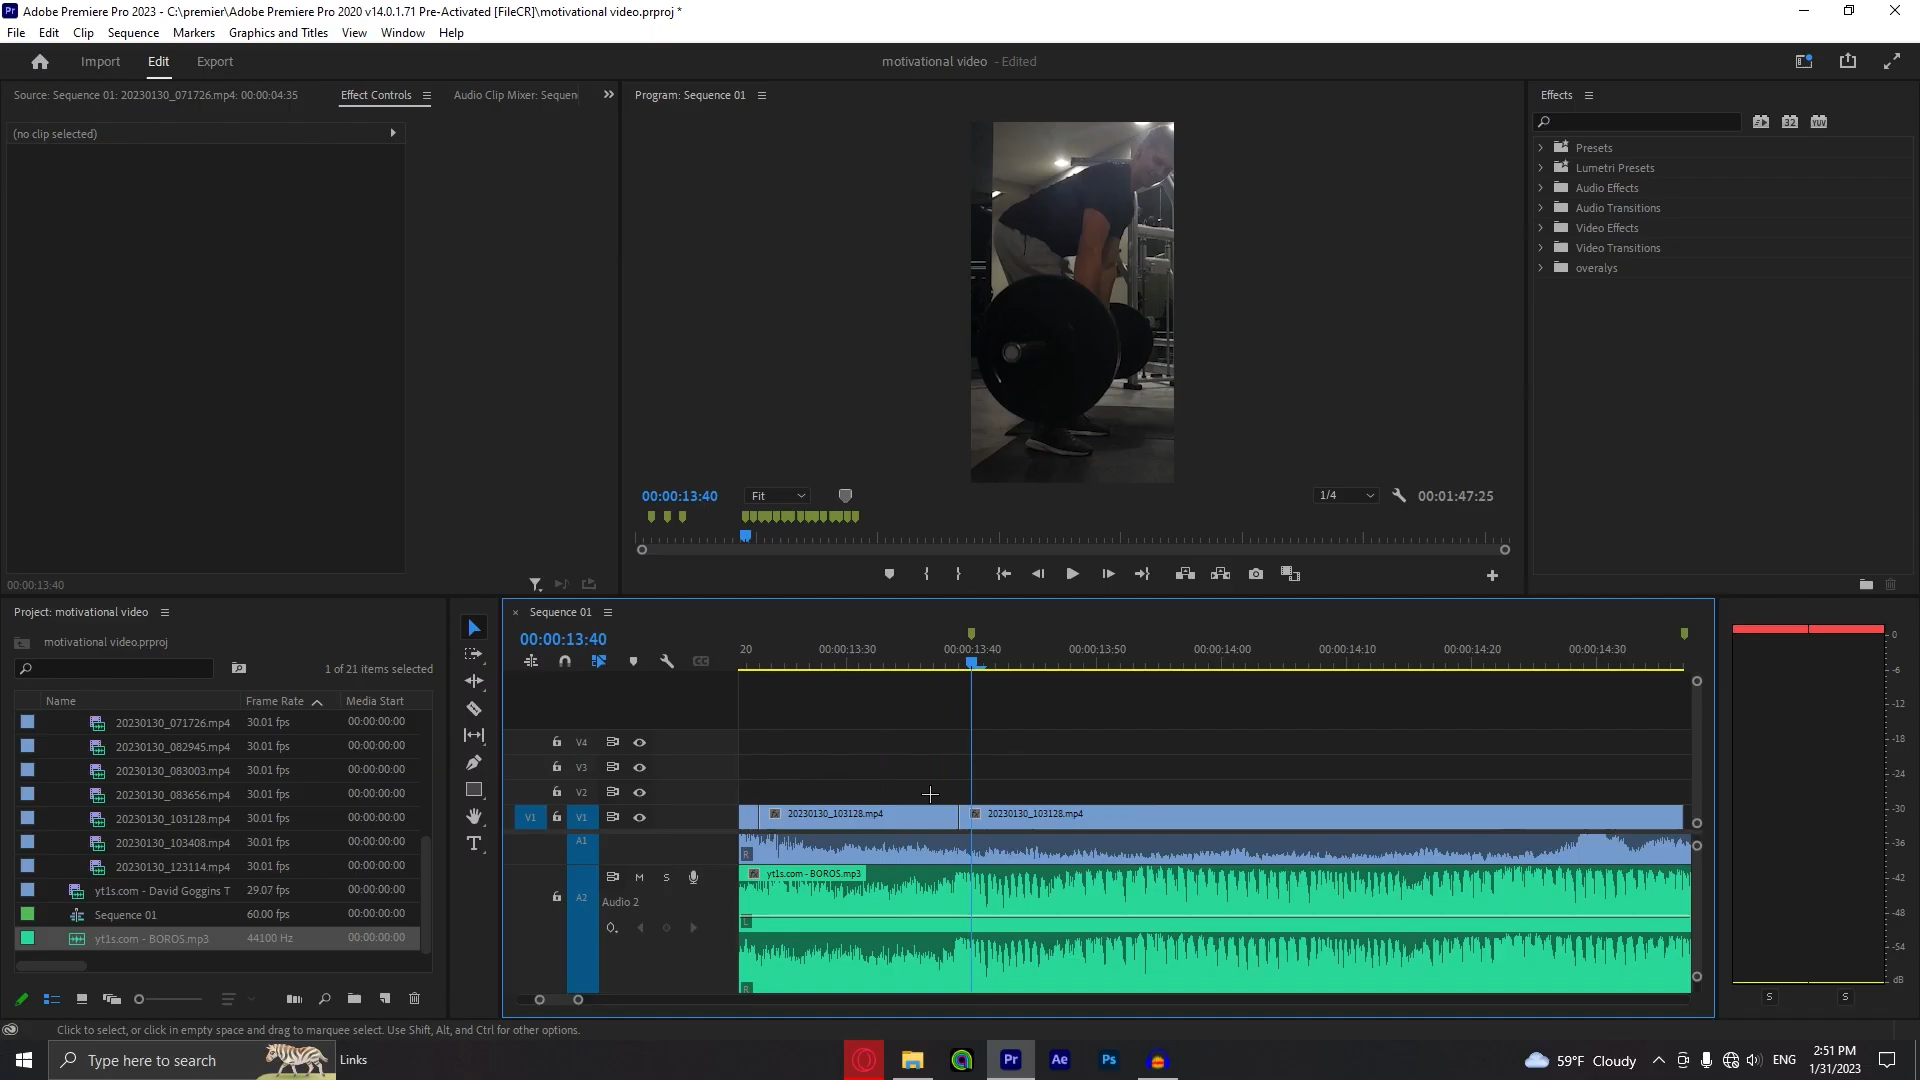 Pr Adobe Premiere Pro 2023 - C:\premier\Adobe Premiere Pro 2020 v14.0.1.71 Pre-Activated [FileCR]\motivational video.prproj *
File Edit Clip Sequence Markers Graphics and Titles View Window Help
Import Edit Export motivational video - Edited
Source: Sequence 01: 20230130_071726.mp4: 00:00:04:35 Effect Controls Audio Clip Mixer: Sequen Program: Sequence 01 Effects
(no clip selected)
32 YUV
Presets
Lumetri Presets
Audio Effects
Audio Transitions
Video Effects
Video Transitions
overalys
00:00:13:40 Fit 1/4 00:01:47:25
00:00:13:40
Project: motivational video
motivational video.prproj
1 of 21 items selected
Name Frame Rate Media Start
20230130_071726.mp4 30.01 fps 00:00:00:00
20230130_082945.mp4 30.01 fps 00:00:00:00
20230130_083003.mp4 30.01 fps 00:00:00:00
20230130_083656.mp4 30.01 fps 00:00:00:00
20230130_103128.mp4 30.01 fps 00:00:00:00
20230130_103408.mp4 30.01 fps 00:00:00:00
20230130_123114.mp4 30.01 fps 00:00:00:00
yt1s.com - David Goggins T 29.07 fps 00:00:00:00
Sequence 01 60.00 fps 00:00:00:00
yt1s.com - BOROS.mp3 44100 Hz 00:00:00:00
T
× Sequence 01
00:00:13:40
20 00:00:13:30 00:00:13:40 00:00:13:50 00:00:14:00 00:00:14:10 00:00:14:20 00:00:14:30
CC
V4
V3
V2
V1 V1 fx 20230130_103128.mp4 fx 20230130_103128.mp4
A1 R
fx yt1s.com - BOROS.mp3
M S
A2 Audio 2
L
R
0
-6
-12
-18
-24
-30
-36
-42
-48
-54
dB
S S
Click to select, or click in empty space and drag to marquee select. Use Shift, Alt, and Ctrl for other options.
Type here to search Links Pr Ae Ps 59°F Cloudy ENG 2:51 PM
1/31/2023